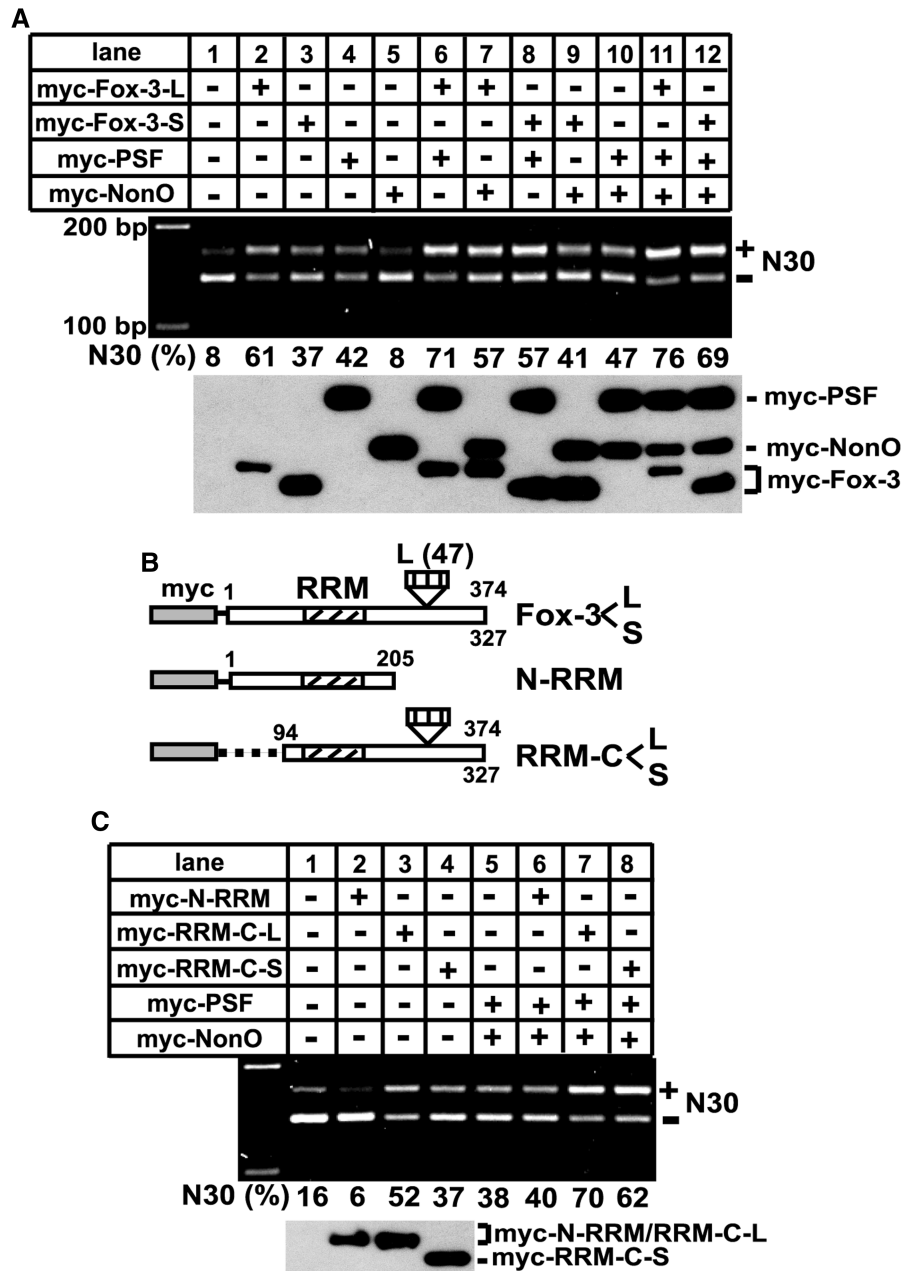 A
lane 1 2 3 4 5 6 7 8 9 10 11 12
myc-Fox-3-L - + - - - + + - - - + -
myc-Fox-3-S - - + - - - - + + - - +
myc-PSF - - - + - + - + - + + +
myc-NonO - - - - + - + - + + + +
200 bp
+
N30
-
100 bp
N30 (%) 8 61 37 42 8 71 57 57 41 47 76 69
- myc-PSF
- myc-NonO
myc-Fox-3
B
L (47)
myc 1 RRM 374
Fox-3< L
S
327
1 205
N-RRM
94 374
RRM-C< L
S
327
C
lane 1 2 3 4 5 6 7 8
myc-N-RRM - + - - - + - -
myc-RRM-C-L - - + - - - + -
myc-RRM-C-S - - - + - - - +
myc-PSF - - - - + + + +
myc-NonO - - - - + + + +
+
N30
-
N30 (%) 16 6 52 37 38 40 70 62
myc-N-RRM/RRM-C-L
- myc-RRM-C-S